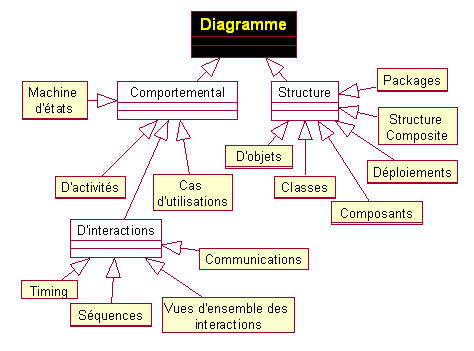 Diagramme
Machine
d'états
Comportemental
Structure
Packages
Structure
Composite
D'objets
Déploiements
D'activités
Cas
d'utilisations
Classes
Composants
D'interactions
Communications
Timing
Séquences
Vues d'ensemble des
interactions